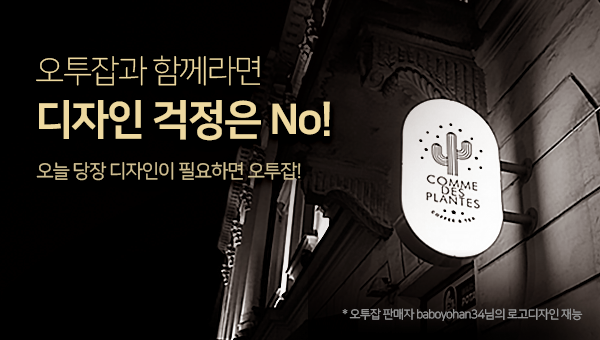 오투잡과 함께라면
디자인 걱정은 No!
오늘 당장 디자인이 필요하면 오투잡!
COMME
DES
PLANTES
COFFEE & TEA
* 오투잡 판매자 baboyohan34님의 로고디자인 재능